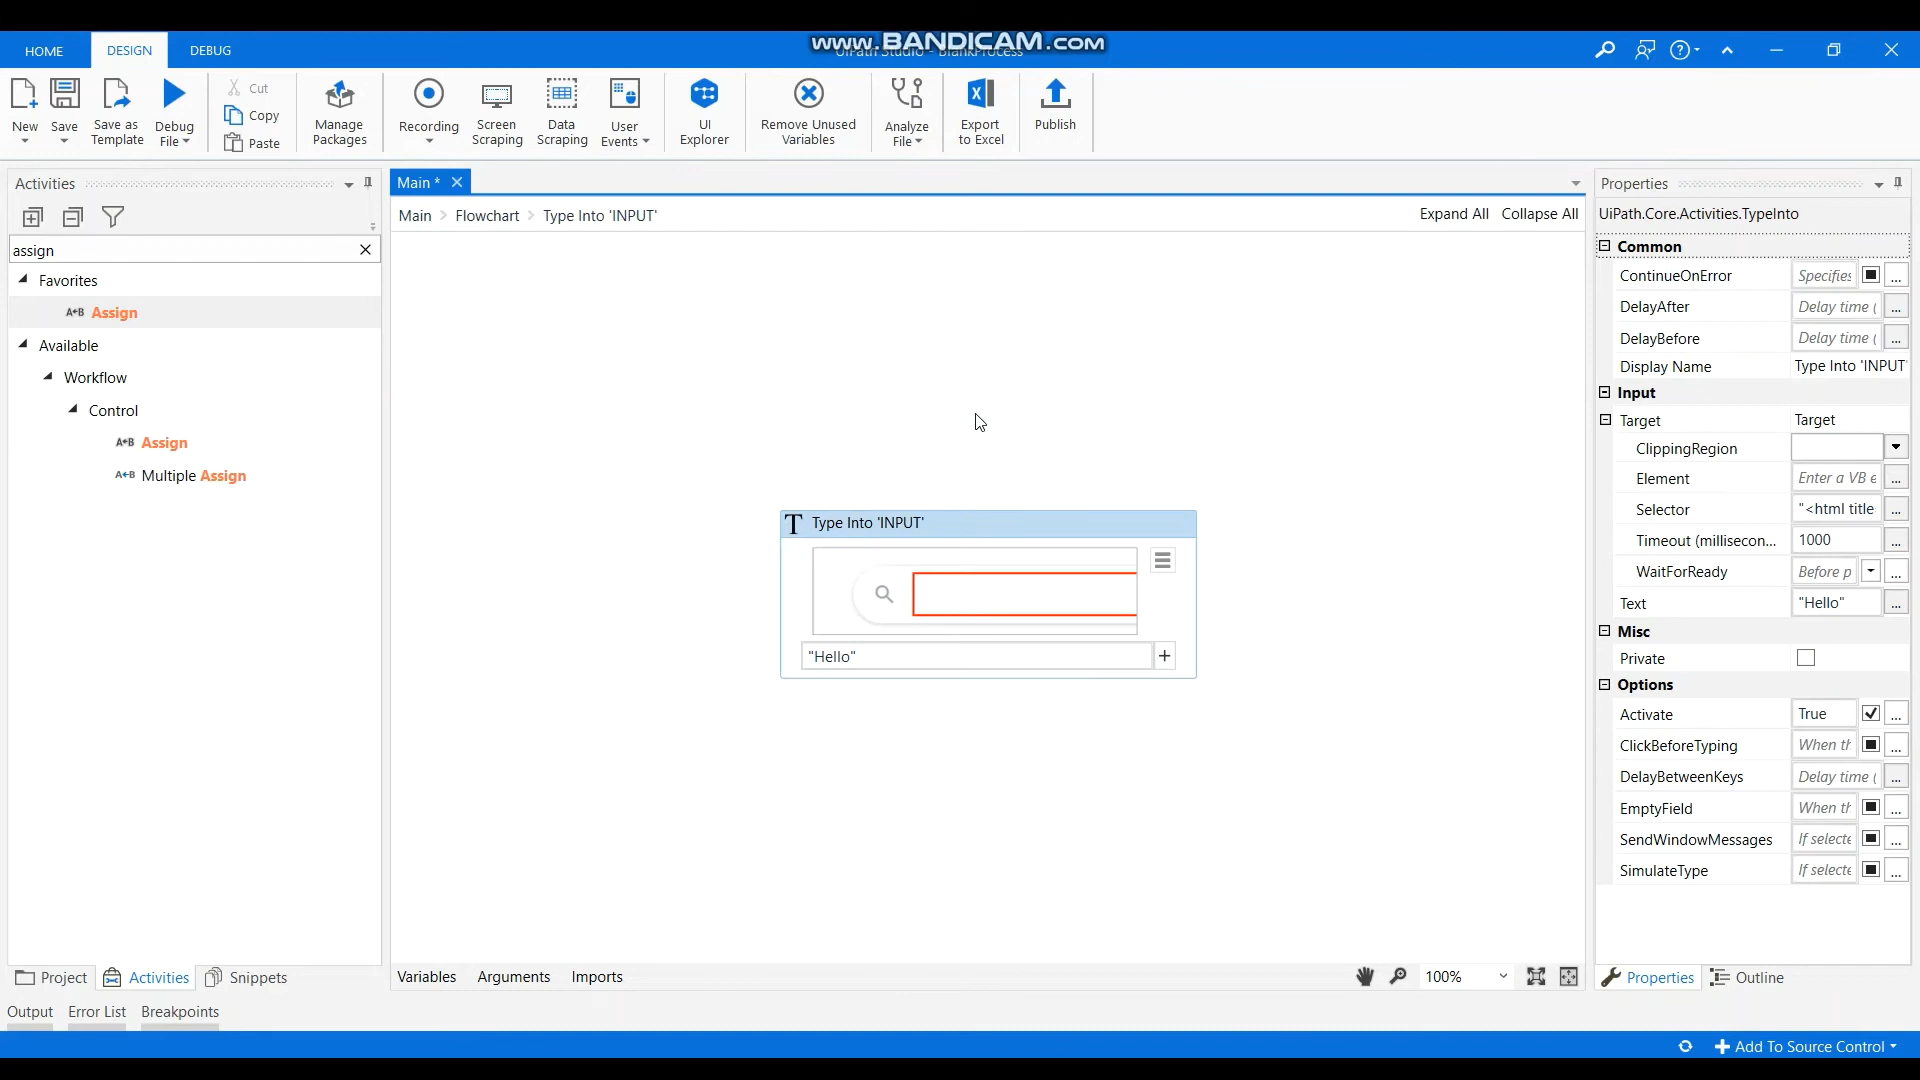 www.BANDICAM.com
UiPath Studio - BlankProcess
HOME
DESIGN
DEBUG
New
Save
Save as Template
Debug File
Cut
Copy
Paste
Manage Packages
Recording
Screen Scraping
Data Scraping
User Events
UI Explorer
Remove Unused Variables
Analyze File
Export to Excel
Publish
Activities
assign
Favorites
A*B Assign
Available
Workflow
Control
A*B Assign
A*B Multiple Assign
Project
Activities
Snippets
Main *
Main > Flowchart > Type Into 'INPUT'
Expand All
Collapse All
T Type Into 'INPUT'
"Hello"
Variables
Arguments
Imports
100%
Properties
UiPath.Core.Activities.TypeInto
Common
ContinueOnError Specifies ...
DelayAfter Delay time ( ...
DelayBefore Delay time ( ...
Display Name Type Into 'INPUT'
Input
Target Target
ClippingRegion
Element Enter a VB e ...
Selector "<html title ...
Timeout (millisecon... 1000 ...
WaitForReady Before p ...
Text "Hello" ...
Misc
Private
Options
Activate True ...
ClickBeforeTyping When th ...
DelayBetweenKeys Delay time ( ...
EmptyField When th ...
SendWindowMessages If selecte ...
SimulateType If selecte ...
Properties
Outline
Output
Error List
Breakpoints
Add To Source Control